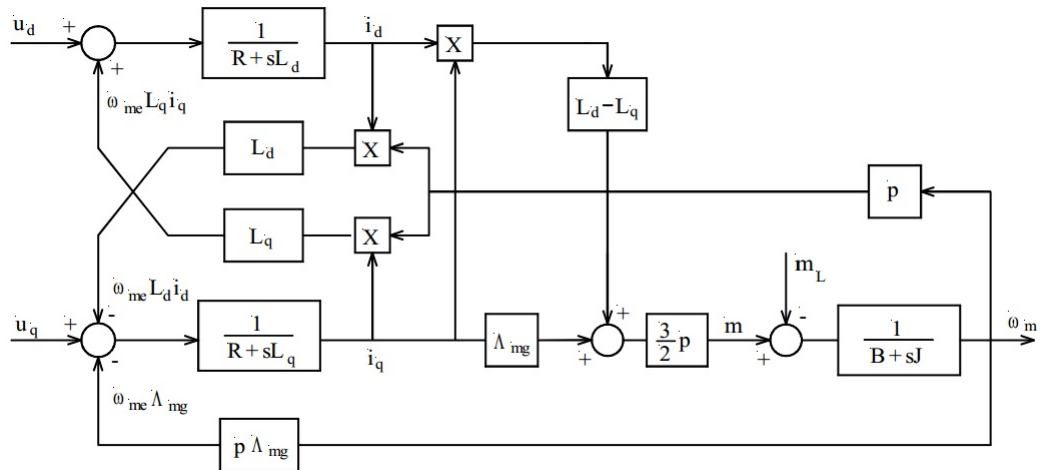 u_d + 1 i_d X
+ R + sL_d
ω_me L_q i_q L_d − L_q
L_d X
p
L_q X
ω_me L_d i_d m_L
u_q + - 1 + 3 m - 1 ω_m
- R + sL_q i_q Λ_mg + 2 p + B + sJ
ω_me Λ_mg
p Λ_mg